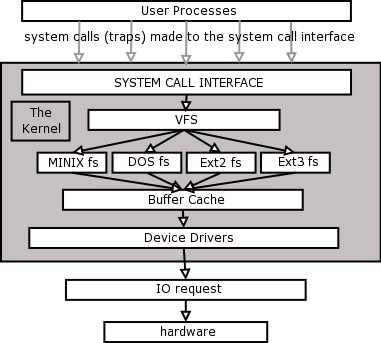 User Processes
system calls (traps) made to the system call interface
SYSTEM CALL INTERFACE
The
Kernel
VFS
MINIX fs
DOS fs
Ext2 fs
Ext3 fs
Buffer Cache
Device Drivers
IO request
hardware